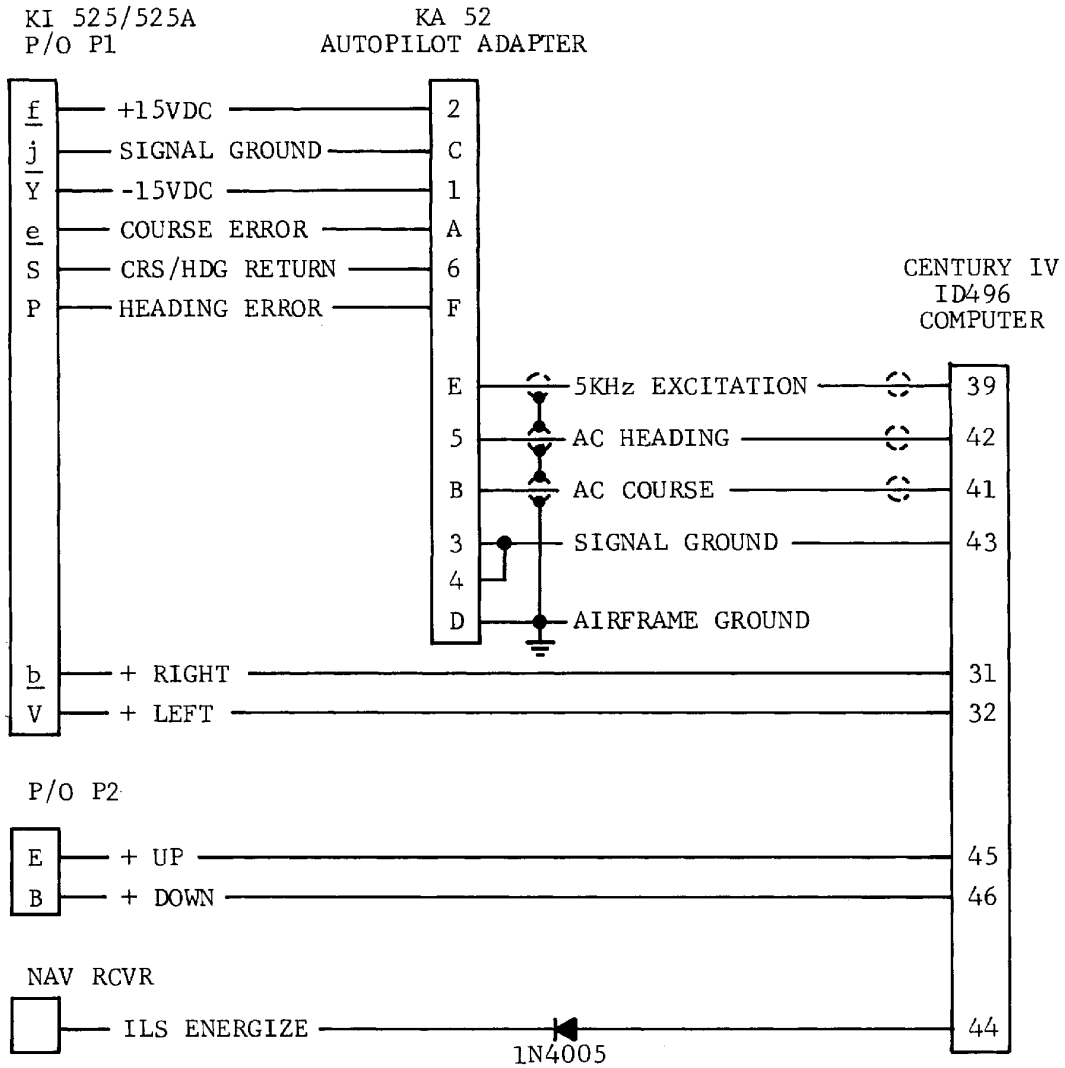 KI 525/525A
P/O P1
KA 52
AUTOPILOT ADAPTER
f +15VDC 2
j SIGNAL GROUND C
Y -15VDC 1
e COURSE ERROR A
S CRS/HDG RETURN 6
P HEADING ERROR F
CENTURY IV
ID496
COMPUTER
E 5KHz EXCITATION 39
5 AC HEADING 42
B AC COURSE 41
3 SIGNAL GROUND 43
4
D AIRFRAME GROUND
b + RIGHT 31
V + LEFT 32
P/O P2
E + UP 45
B + DOWN 46
NAV RCVR
ILS ENERGIZE 44
1N4005